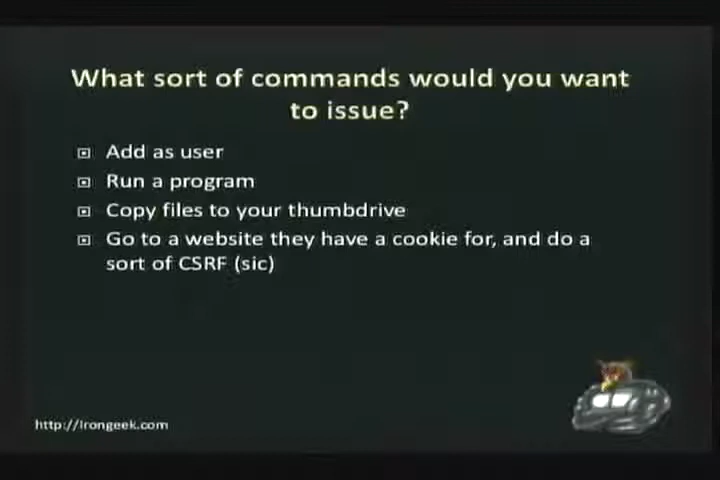 What sort of commands would you want
to issue?
Add as user
Run a program
Copy files to your thumbdrive
Go to a website they have a cookie for, and do a
sort of CSRF (sic)
http://Irongeek.com